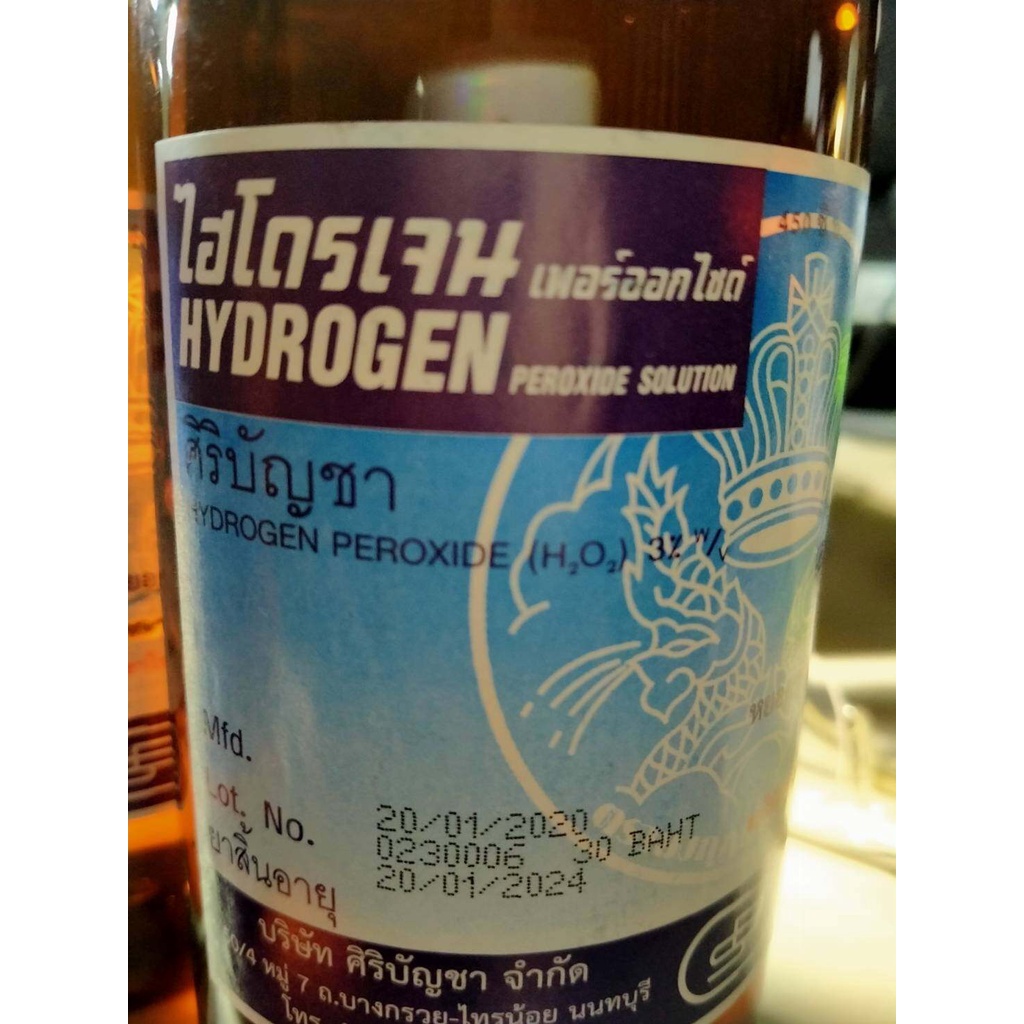 ไฮโดรเจน เพอร์ออกไซด์
HYDROGEN PEROXIDE SOLUTION
ศิริบัญชา
HYDROGEN PEROXIDE (H₂O₂) 3% W/V
Mfd. 20/01/2020
Lot. No. 0230006 30 BAHT
ยาสิ้นอายุ 20/01/2024
บริษัท ศิริบัญชา จำกัด
หมู่ 7 ถ.บางกรวย-ไทรน้อย นนทบุรี
โทร.